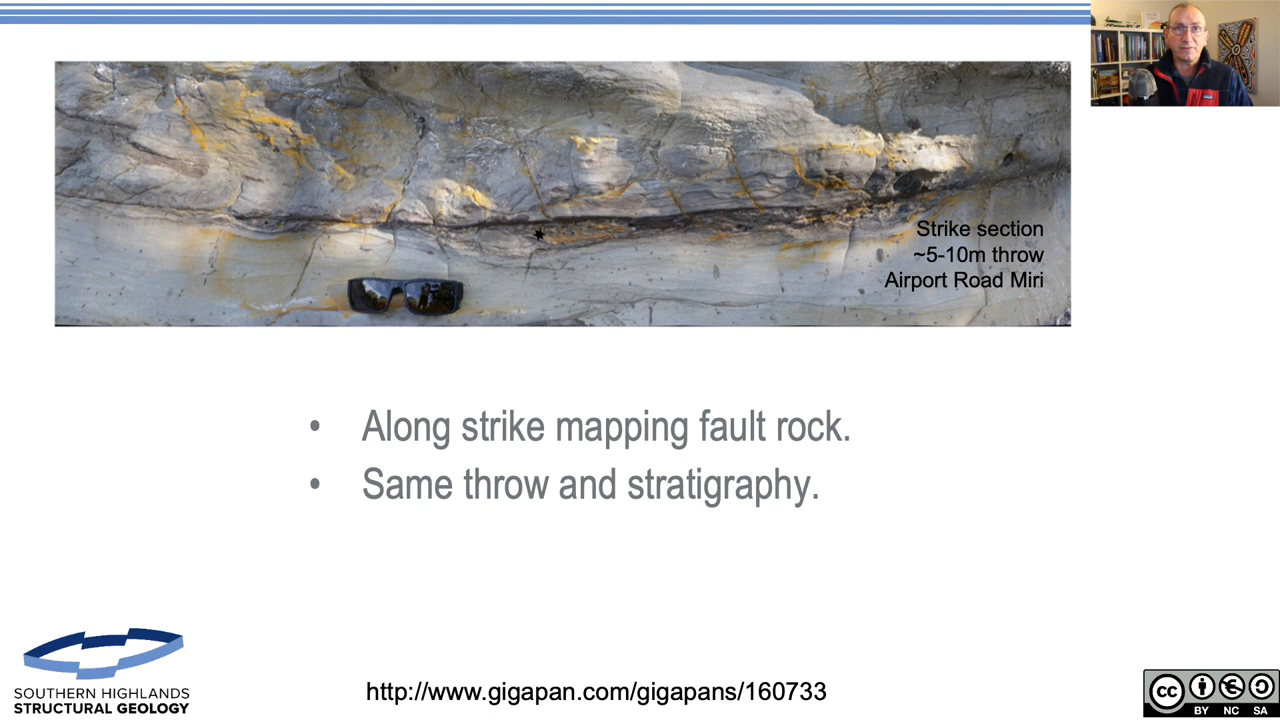 Strike section
~5-10m throw
Airport Road Miri
• Along strike mapping fault rock.
• Same throw and stratigraphy.
SOUTHERN HIGHLANDS
STRUCTURAL GEOLOGY
http://www.gigapan.com/gigapans/160733
cc
BY NC SA